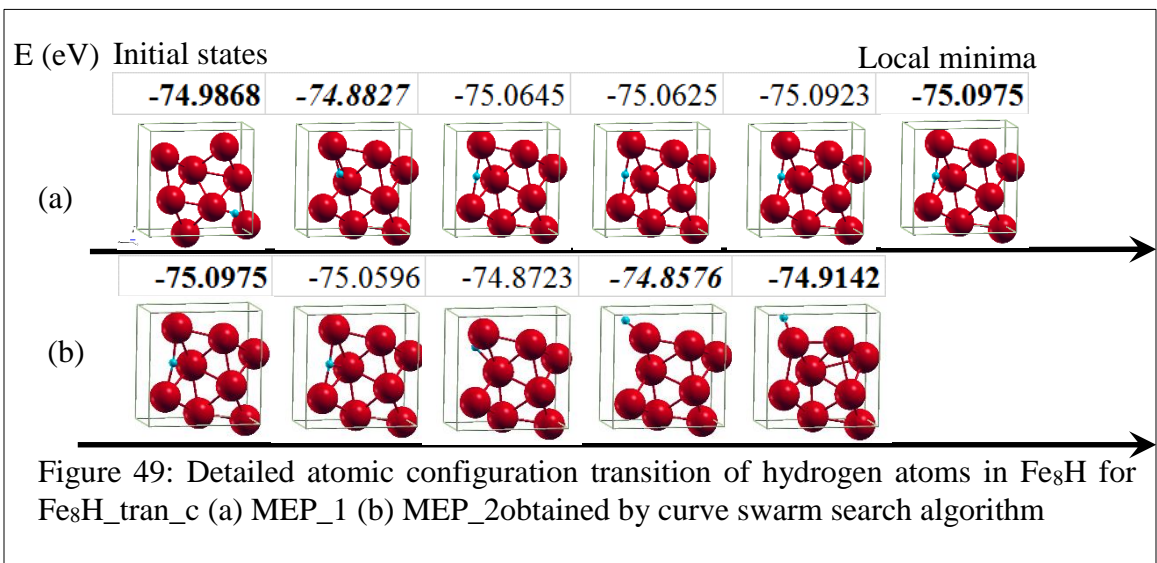 E (eV) Initial states Local minima
-74.9868 -74.8827 -75.0645 -75.0625 -75.0923 -75.0975
(a)
-75.0975 -75.0596 -74.8723 -74.8576 -74.9142
(b)
Figure 49: Detailed atomic configuration transition of hydrogen atoms in Fe₈H for
Fe₈H_tran_c (a) MEP_1 (b) MEP_2obtained by curve swarm search algorithm